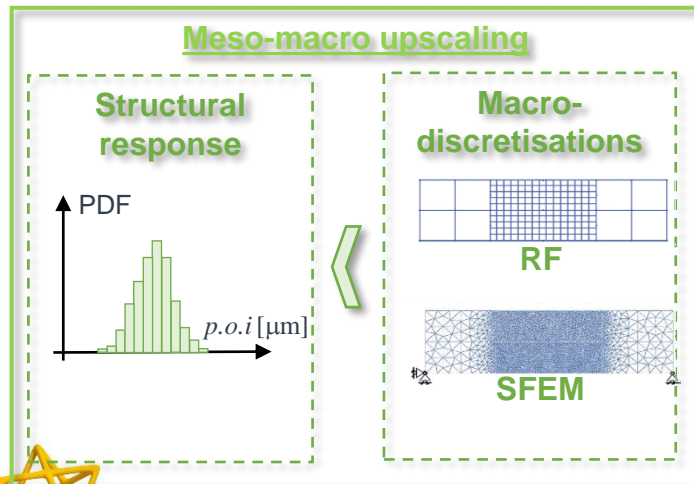 Meso-macro upscaling
Structural
response
PDF
p.o.i [µm]
Macro-
discretisations
RF
SFEM